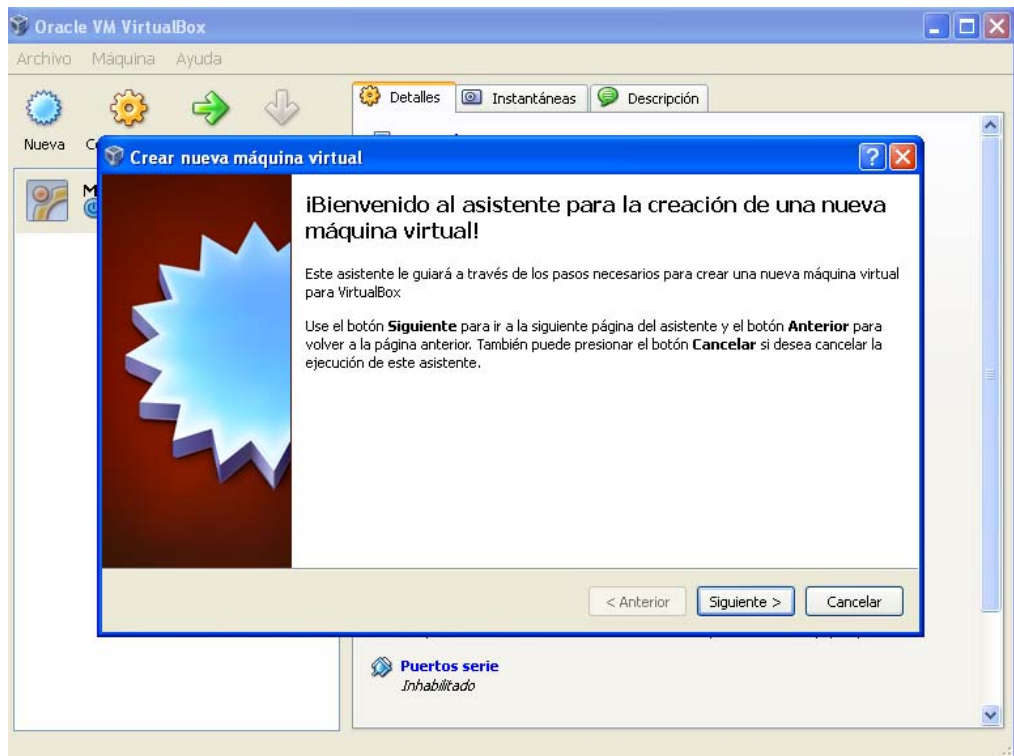 Oracle VM VirtualBox
Archivo Máquina Ayuda
Detalles Instantáneas Descripción
Nueva
Crear nueva máquina virtual
¡Bienvenido al asistente para la creación de una nueva
máquina virtual!
Este asistente le guiará a través de los pasos necesarios para crear una nueva máquina virtual
para VirtualBox
Use el botón Siguiente para ir a la siguiente página del asistente y el botón Anterior para
volver a la página anterior. También puede presionar el botón Cancelar si desea cancelar la
ejecución de este asistente.
< Anterior Siguiente > Cancelar
Puertos serie
Inhabilitado